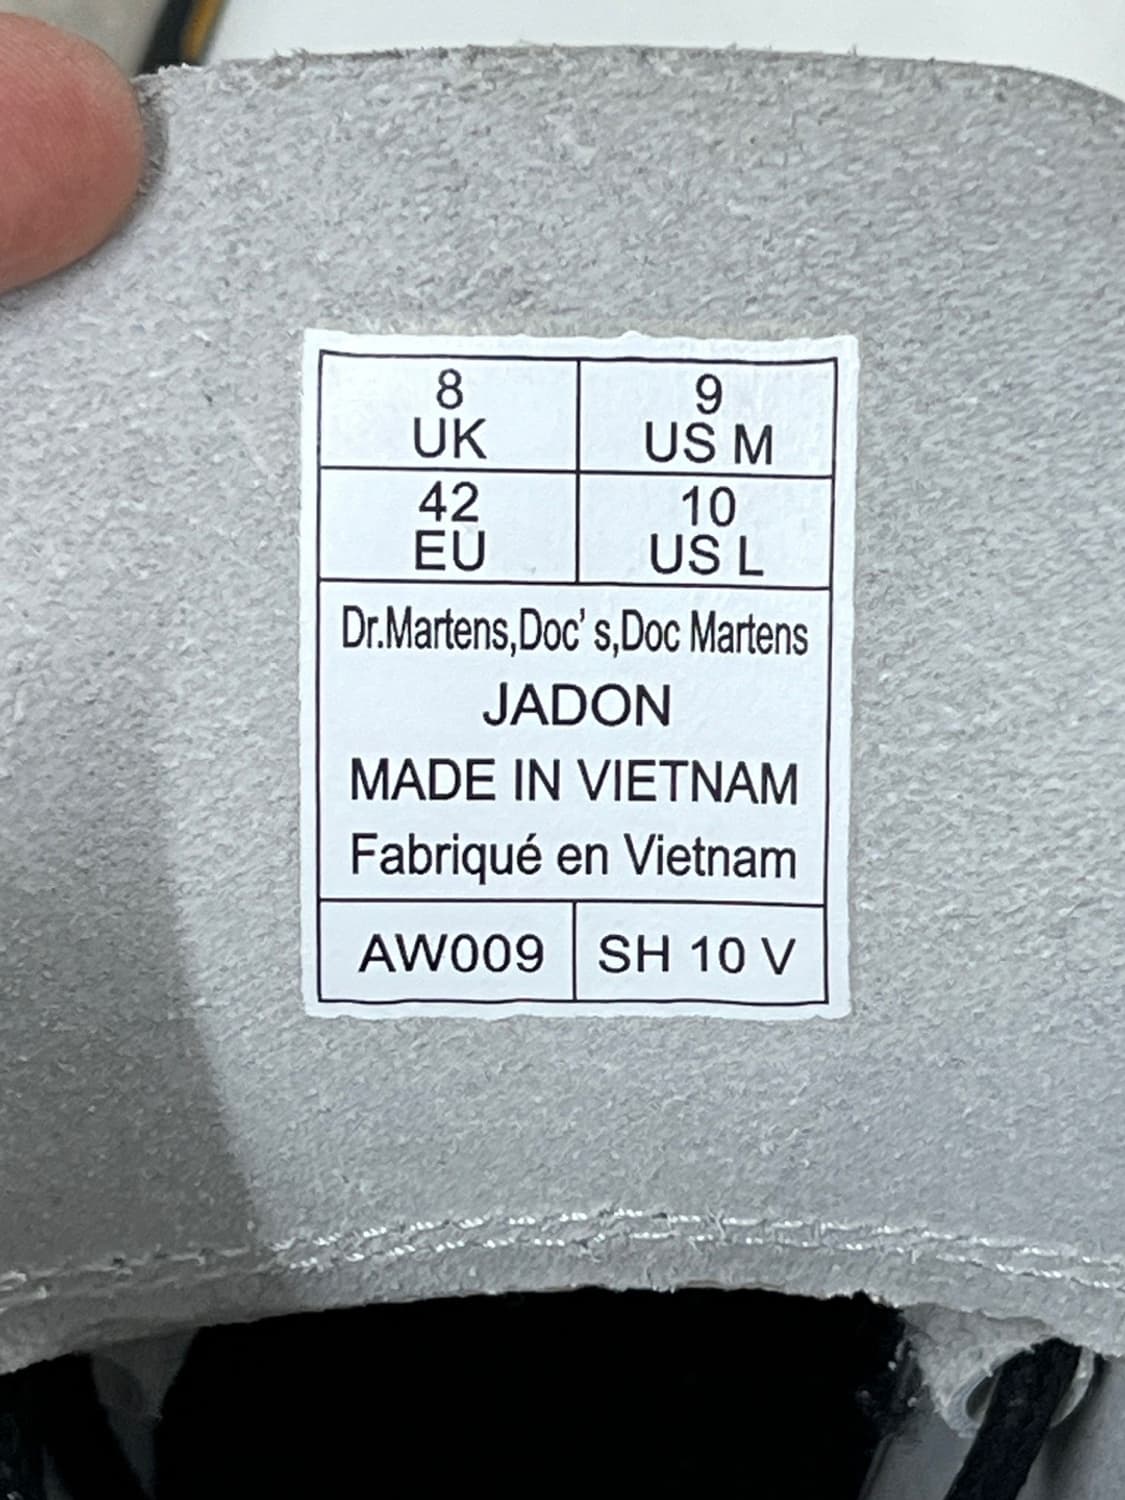 8
UK
9
US M
42
EU
10
US L
Dr.Martens,Doc's,Doc Martens
JADON
MADE IN VIETNAM
Fabriqué en Vietnam
AW009
SH 10 V